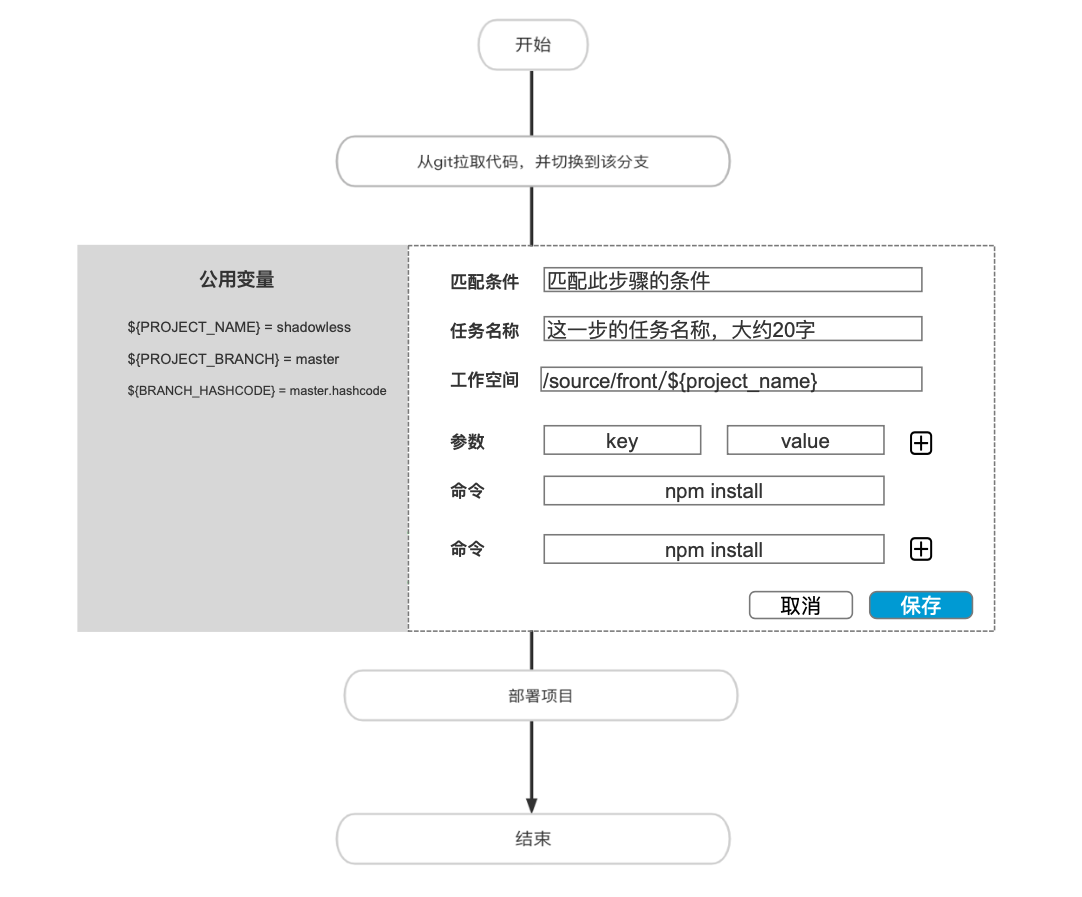 开始
从git拉取代码，并切换到该分支
公用变量
${PROJECT_NAME} = shadowless
${PROJECT_BRANCH} = master
${BRANCH_HASHCODE} = master.hashcode
匹配条件 匹配此步骤的条件
任务名称 这一步的任务名称，大约20字
工作空间 /source/front/${project_name}
参数 key value
命令 npm install
命令 npm install
取消 保存
部署项目
结束